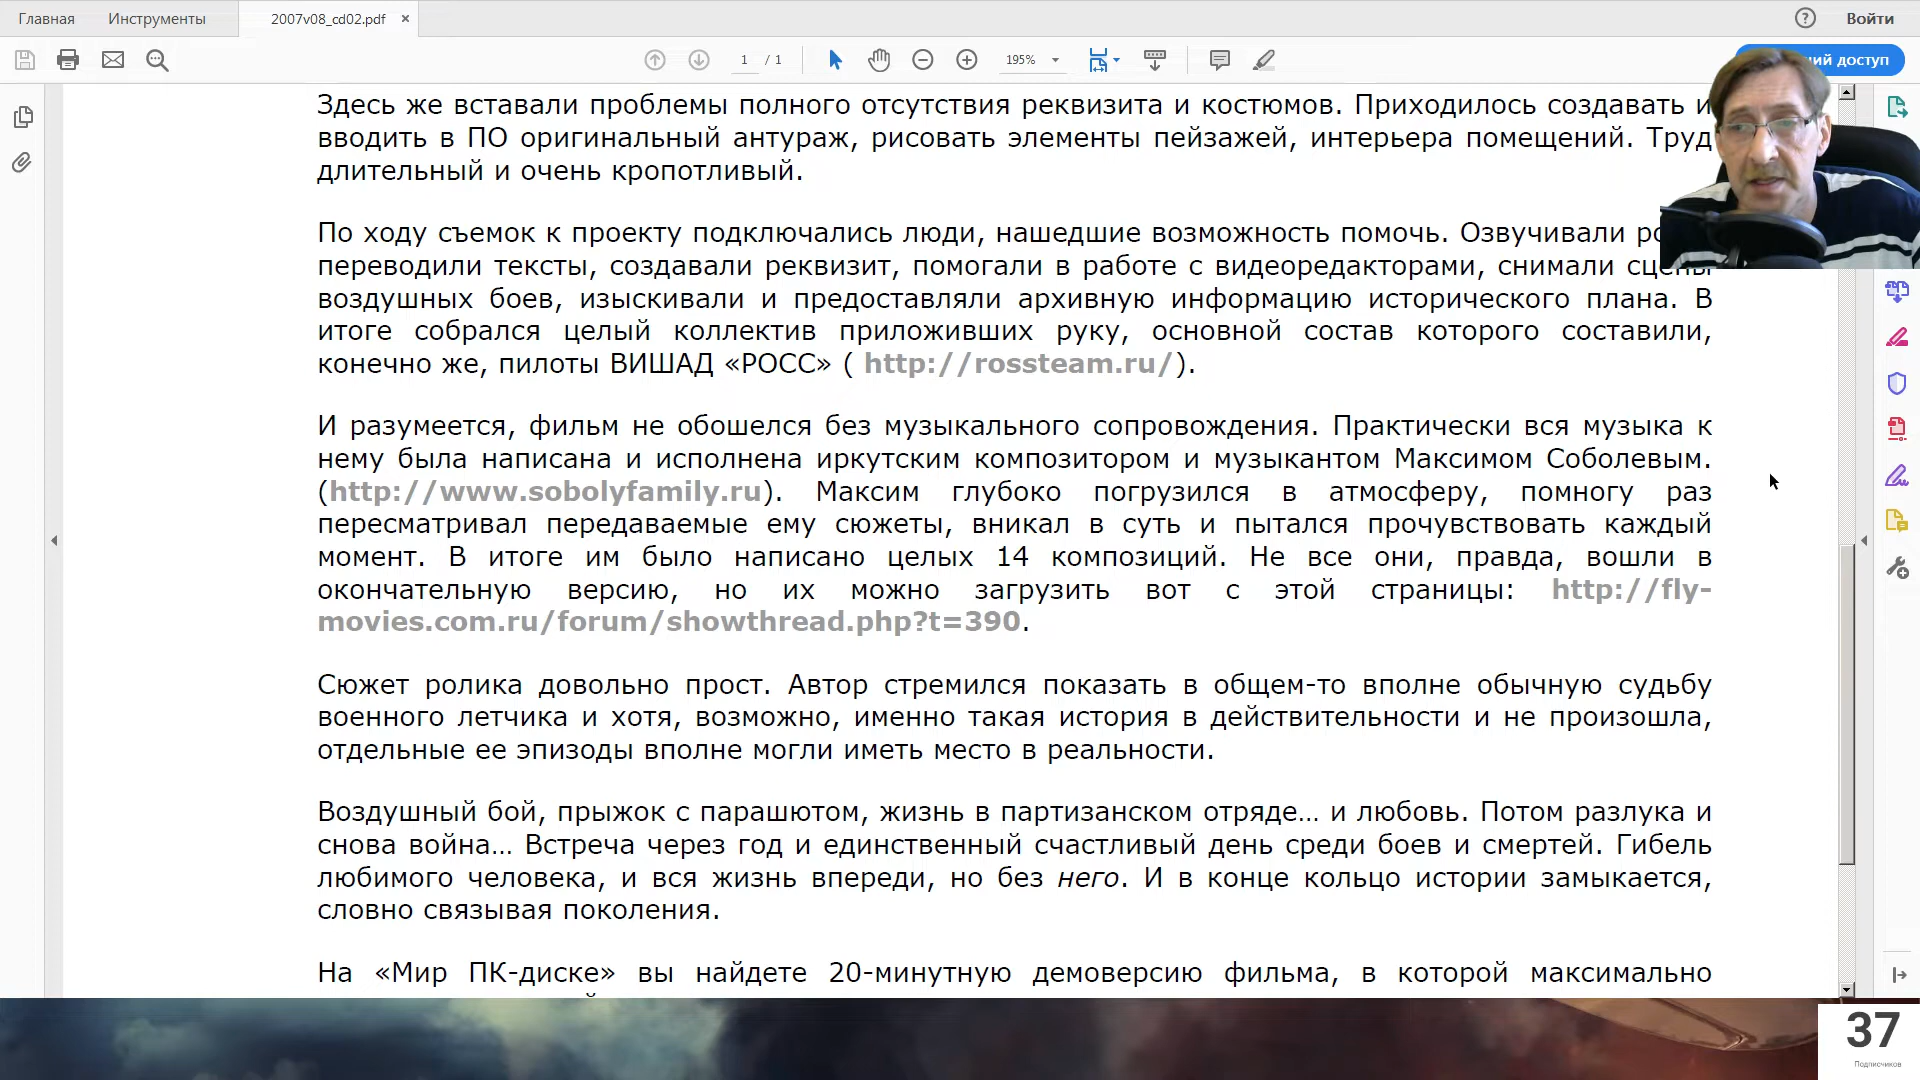 Главная Инструменты 2007v08_cd02.pdf × Войти
1 / 1 195% ий доступ
Здесь же вставали проблемы полного отсутствия реквизита и костюмов. Приходилось создавать и
вводить в ПО оригинальный антураж, рисовать элементы пейзажей, интерьера помещений. Труд
длительный и очень кропотливый.
По ходу съемок к проекту подключались люди, нашедшие возможность помочь. Озвучивали
переводили тексты, создавали реквизит, помогали в работе с видеоредакторами, снимали сцены
воздушных боев, изыскивали и предоставляли архивную информацию исторического плана. В
итоге собрался целый коллектив приложивших руку, основной состав которого составили,
конечно же, пилоты ВИШАД «РОСС» ( http://rossteam.ru/).
И разумеется, фильм не обошелся без музыкального сопровождения. Практически вся музыка к
нему была написана и исполнена иркутским композитором и музыкантом Максимом Соболевым.
(http://www.sobolyfamily.ru). Максим глубоко погрузился в атмосферу, помногу раз
пересматривал передаваемые ему сюжеты, вникал в суть и пытался прочувствовать каждый
момент. В итоге им было написано целых 14 композиций. Не все они, правда, вошли в
окончательную версию, но их можно загрузить вот с этой страницы: http://fly-
movies.com.ru/forum/showthread.php?t=390.
Сюжет ролика довольно прост. Автор стремился показать в общем-то вполне обычную судьбу
военного летчика и хотя, возможно, именно такая история в действительности и не произошла,
отдельные ее эпизоды вполне могли иметь место в реальности.
Воздушный бой, прыжок с парашютом, жизнь в партизанском отряде… и любовь. Потом разлука и
снова война… Встреча через год и единственный счастливый день среди боев и смертей. Гибель
любимого человека, и вся жизнь впереди, но без него. И в конце кольцо истории замыкается,
словно связывая поколения.
На «Мир ПК-диске» вы найдете 20-минутную демоверсию фильма, в которой максимально
37
Подписчиков